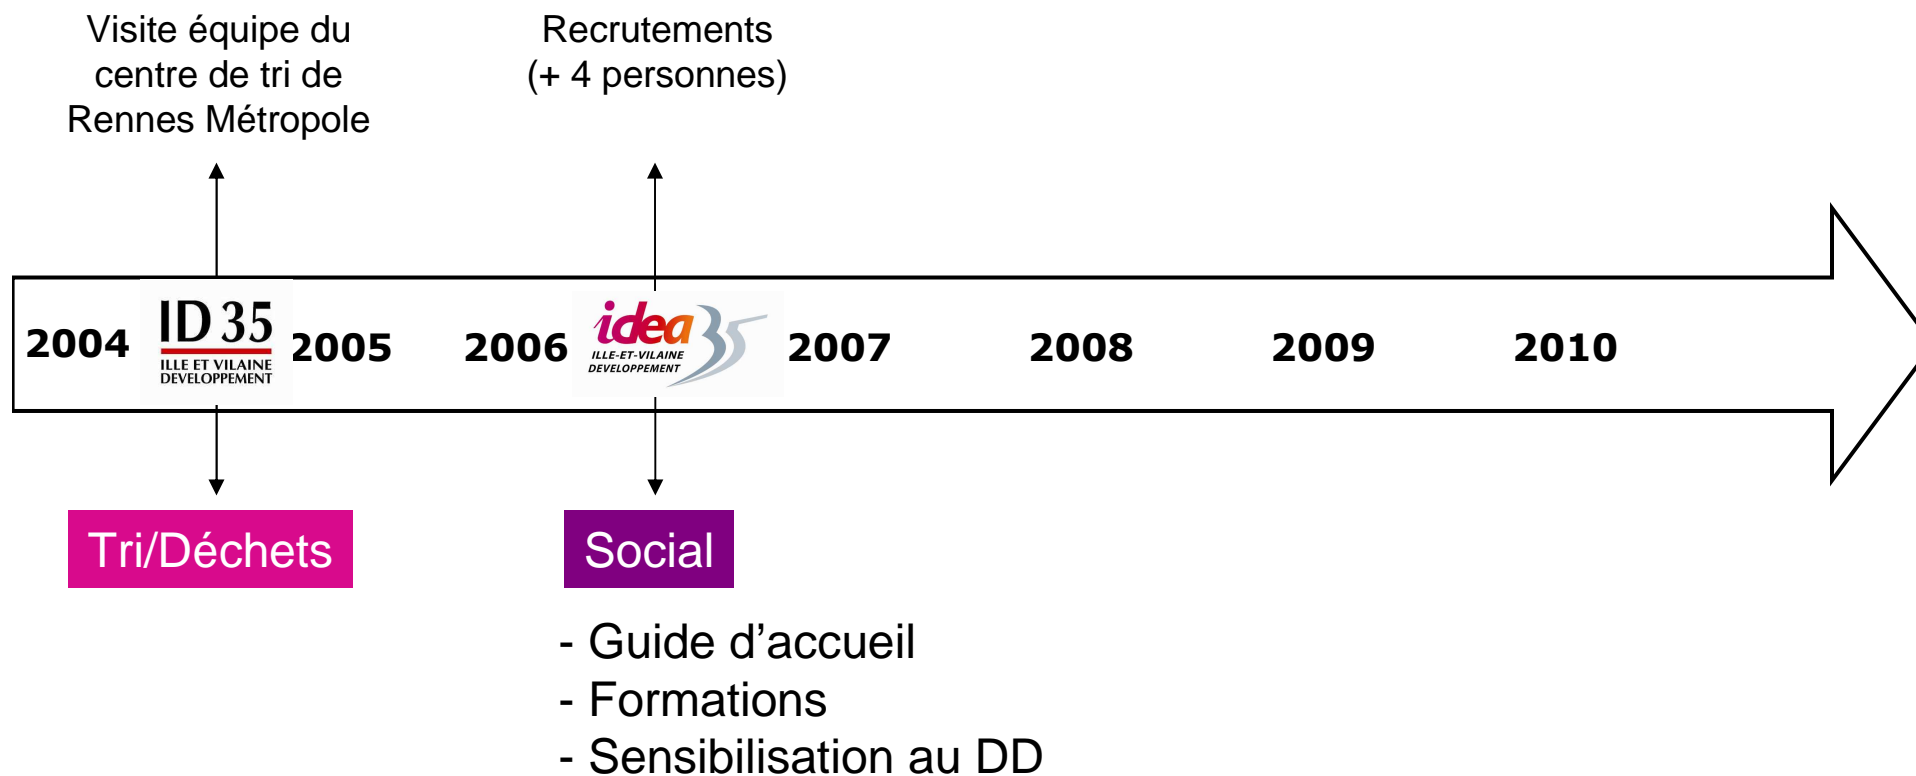 Visite équipe du
centre de tri de
Rennes Métropole
Recrutements
(+ 4 personnes)
2004
ID 35
ILLE ET VILAINE
DEVELOPPEMENT
2005
2006
idea 35
ILLE-ET-VILAINE
DEVELOPPEMENT
2007
2008
2009
2010
Tri/Déchets
Social
- Guide d’accueil
- Formations
- Sensibilisation au DD